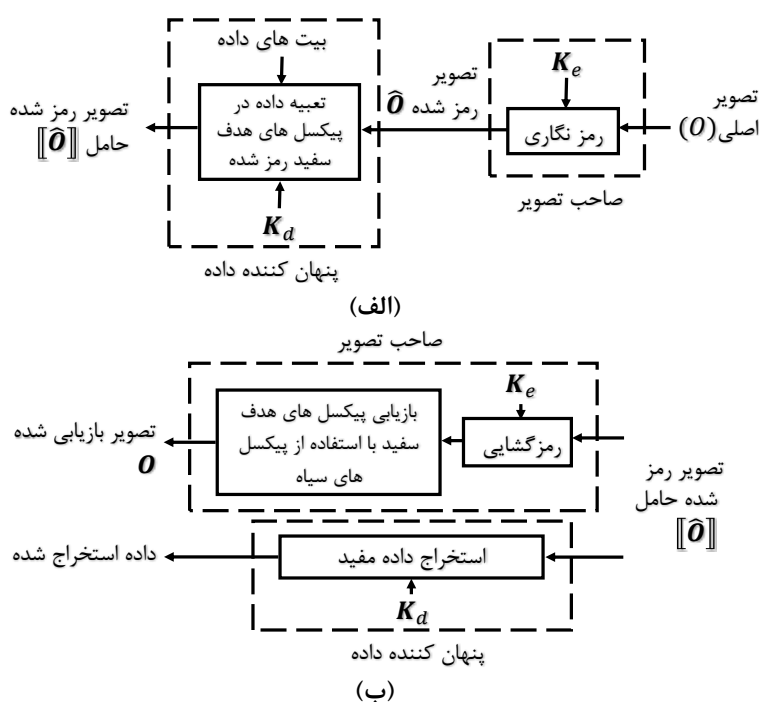 تصویر
اصلی(O)
K_e
رمز نگاری
صاحب تصویر
تصویر
رمز شده Ô
بیت های داده
تعبیه داده در
پیکسل های هدف
سفید رمز شده
K_d
پنهان کننده داده
تصویر رمز شده
حامل ⟦Ô⟧
(الف)
صاحب تصویر
تصویر رمز
شده حامل
⟦Ô⟧
K_e
رمزگشایی
بازیابی پیکسل های هدف
سفید با استفاده از پیکسل
های سیاه
تصویر بازیابی شده
O
استخراج داده مفید
K_d
داده استخراج شده
پنهان کننده داده
(ب)